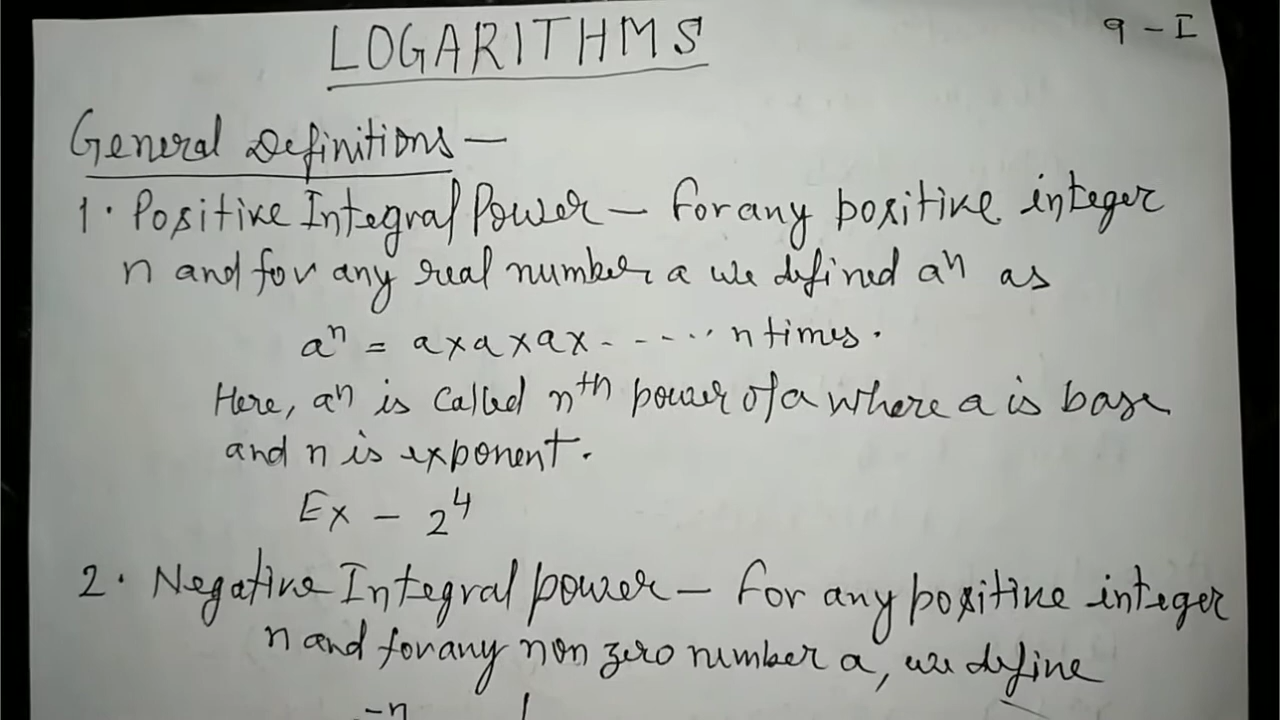 LOGARITHMS
9 - I
General Definitions —
1. Positive Integral Power — for any positive integer
n and for any real number a we defined aⁿ as
aⁿ = a × a × a × - - - ... n times.
Here, aⁿ is called nᵗʰ power of a where a is base
and n is exponent.
Ex - 2⁴
2. Negative Integral power — for any positive integer
n and for any non zero number a, we define
-n